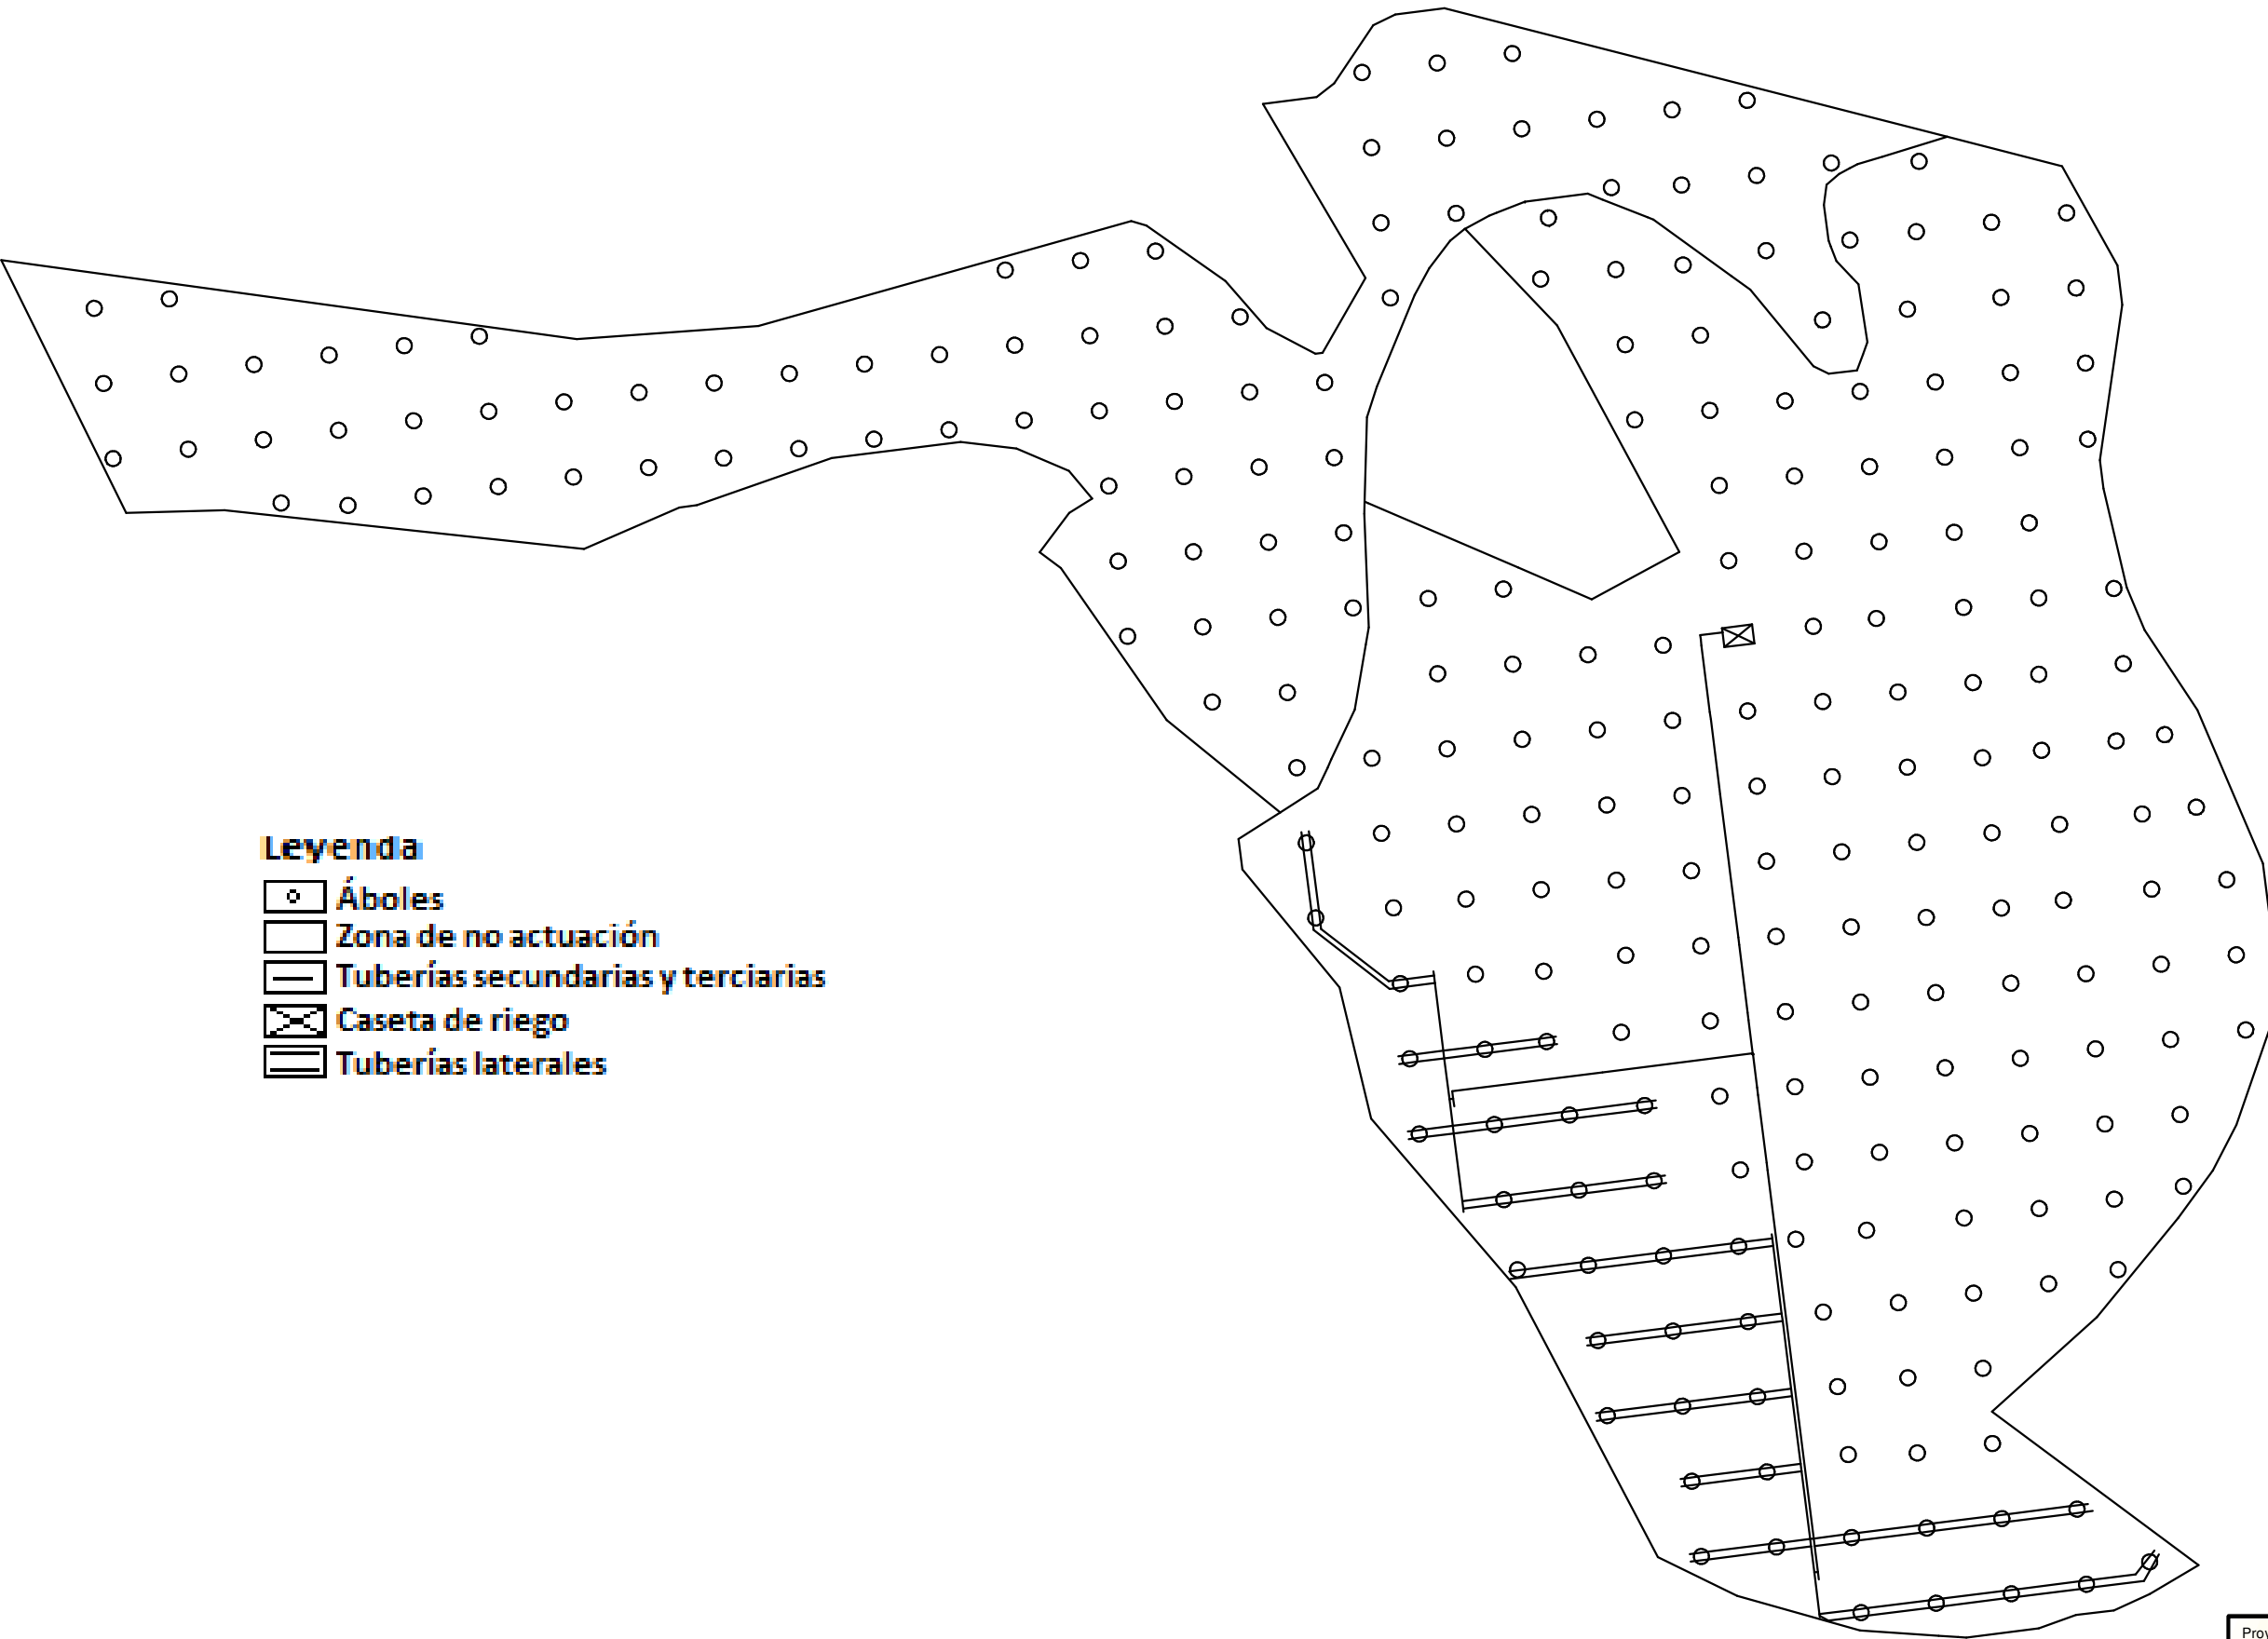 Leyenda
Áboles
Zona de no actuación
Tuberías secundarias y terciarias
Caseta de riego
Tuberías laterales